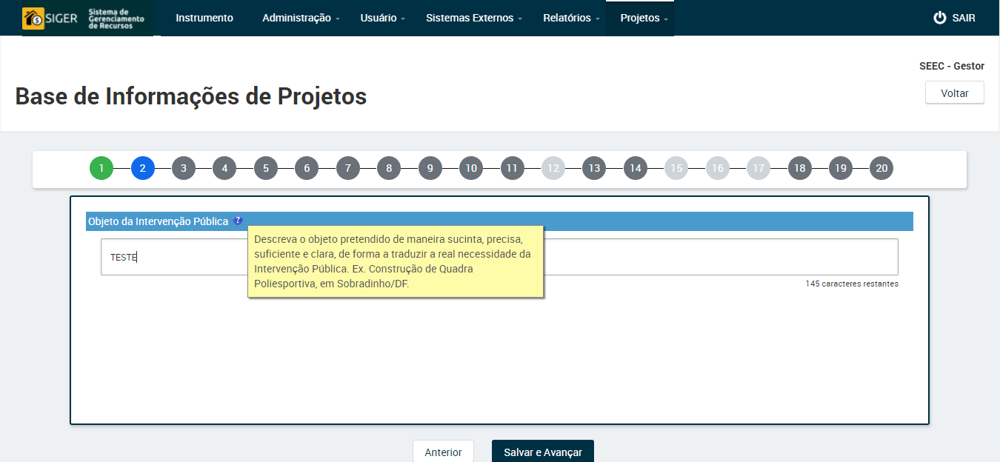 SIGER
Sistema de
Gerenciamento
de Recursos
Instrumento
Administração
Usuário
Sistemas Externos
Relatórios
Projetos
SAIR
SEEC - Gestor
Base de Informações de Projetos
Voltar
1 2 3 4 5 6 7 8 9 10 11 12 13 14 15 16 17 18 19 20
Objeto da Intervenção Pública ?
TESTE
Descreva o objeto pretendido de maneira sucinta, precisa,
suficiente e clara, de forma a traduzir a real necessidade da
Intervenção Pública. Ex. Construção de Quadra
Poliesportiva, em Sobradinho/DF.
145 caracteres restantes
Anterior
Salvar e Avançar